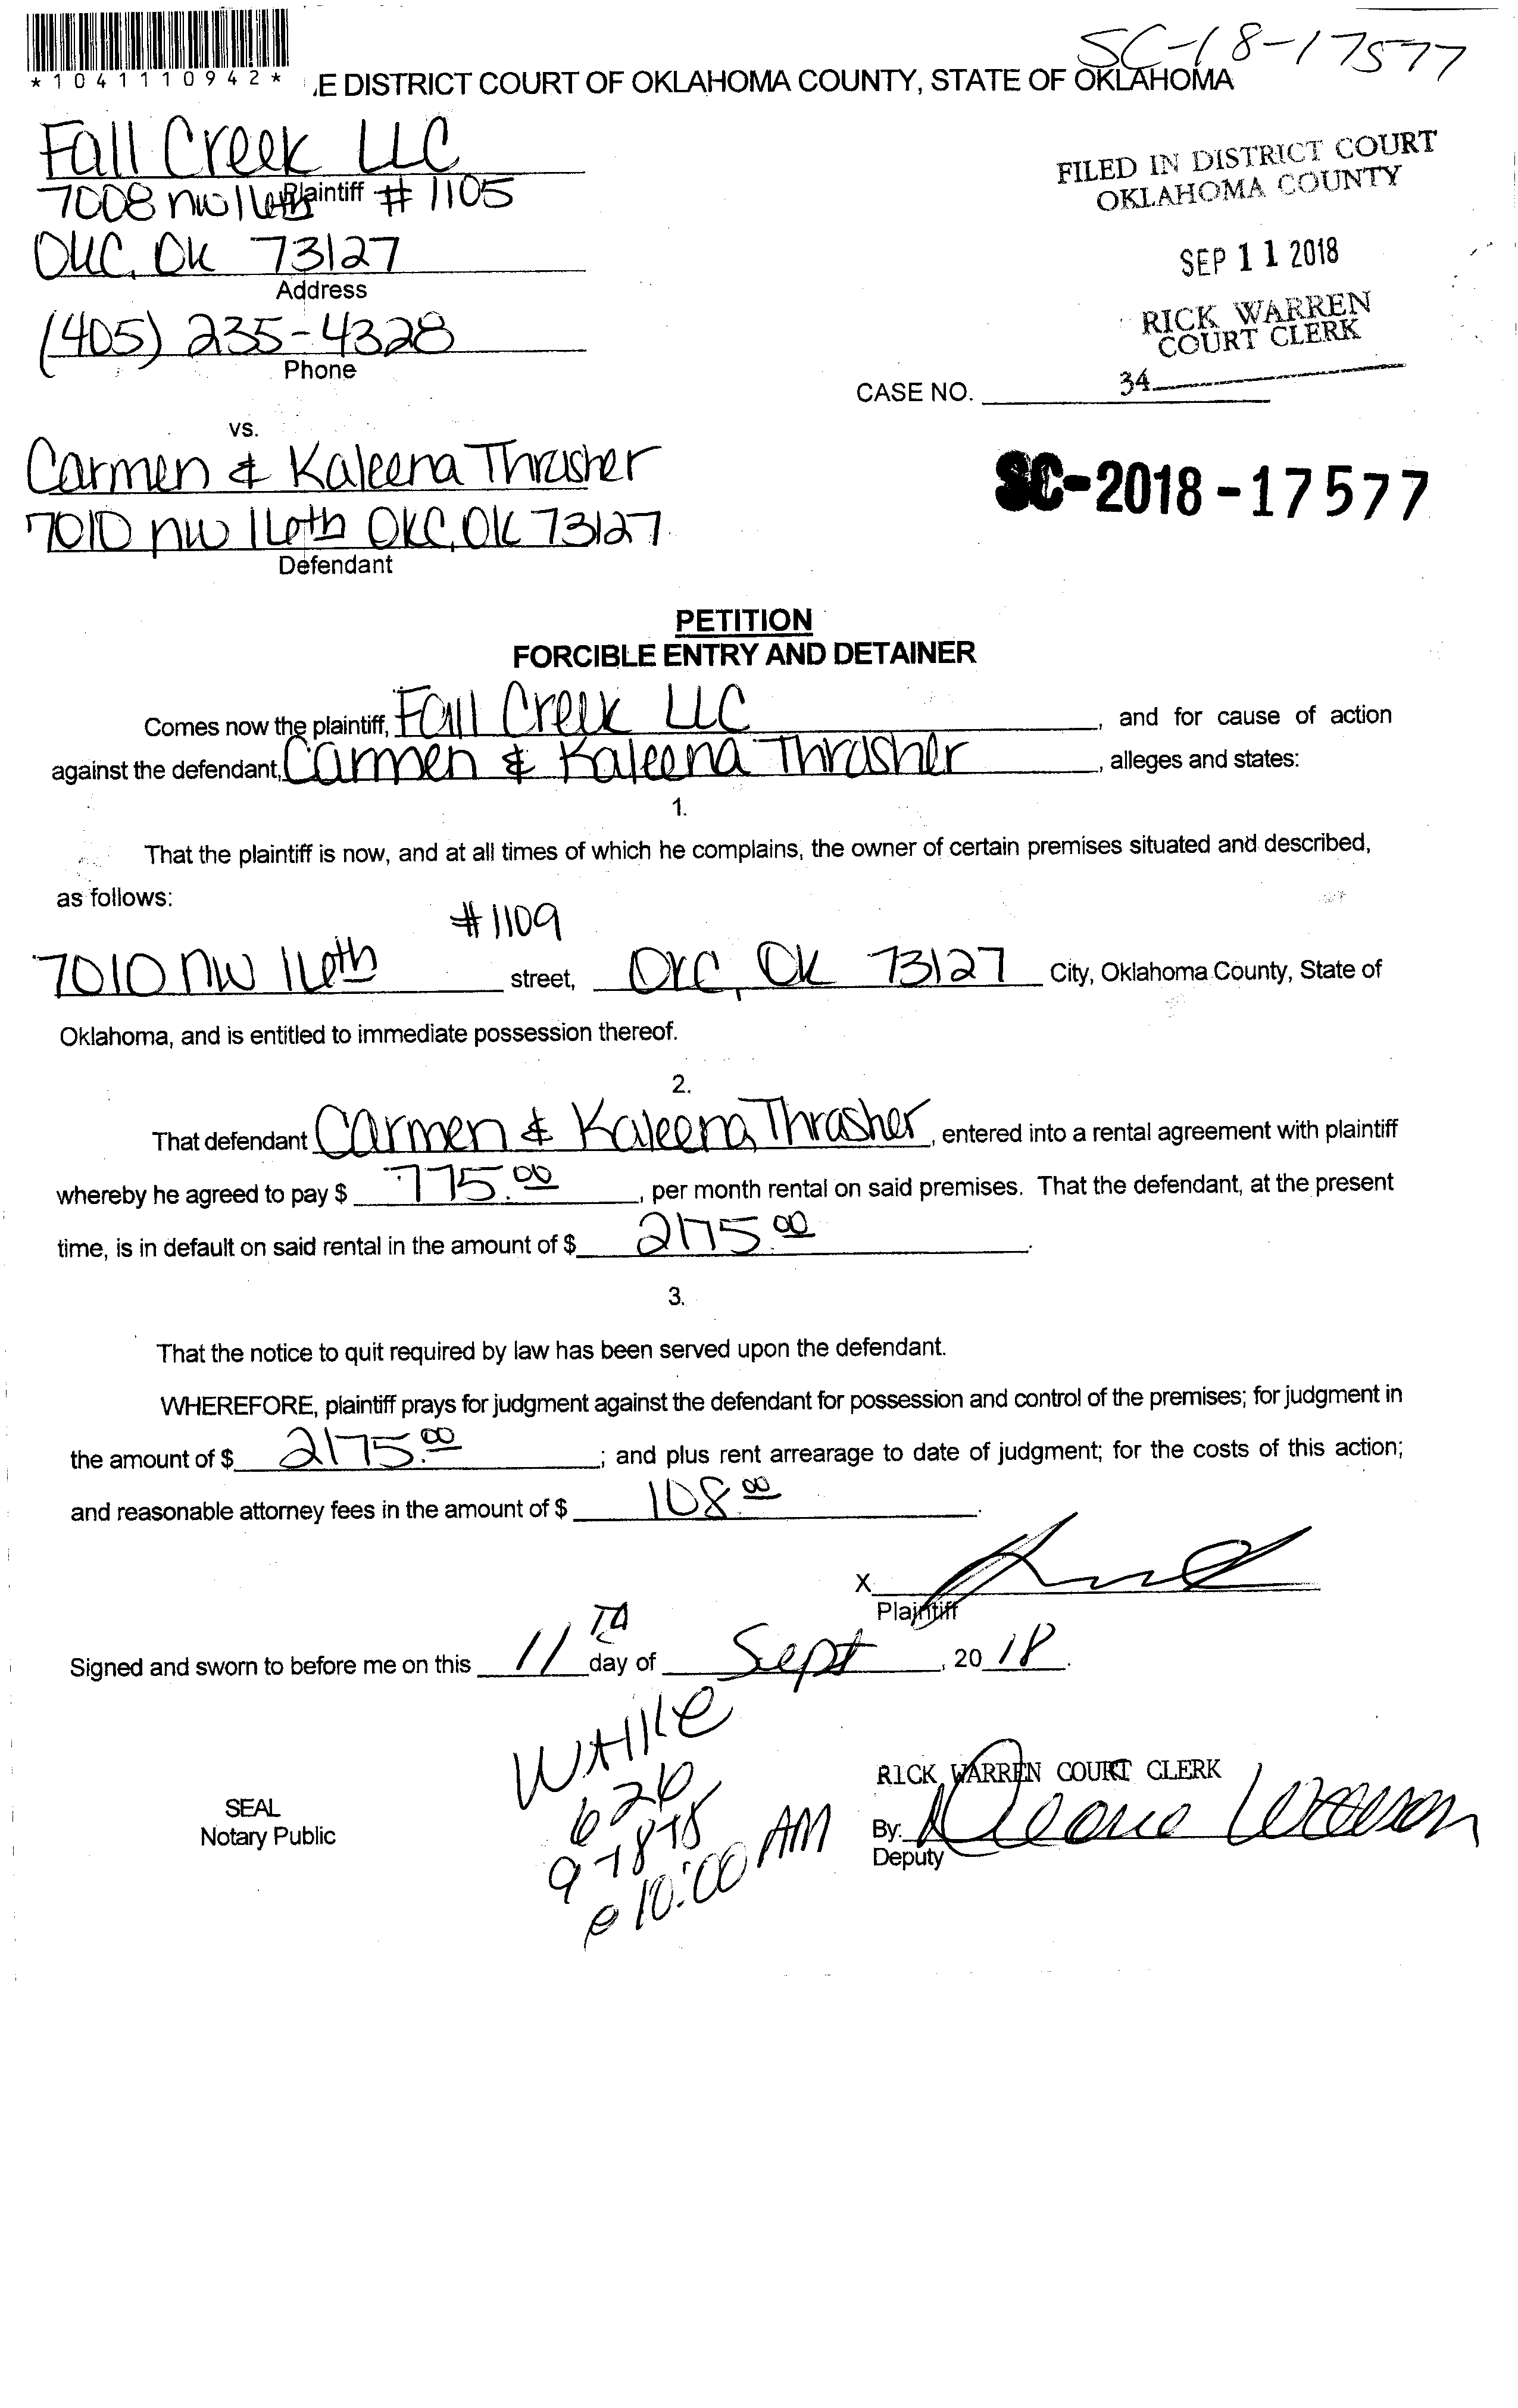 SC-18-17577
*1041110942* E DISTRICT COURT OF OKLAHOMA COUNTY, STATE OF OKLAHOMA
Fall Creek LLC
Plaintiff
7008 NW 16th # 1105
OKC, OK 73127
Address
(405) 235-4328
Phone
FILED IN DISTRICT COURT
OKLAHOMA COUNTY
SEP 11 2018
RICK WARREN
COURT CLERK
34
CASE NO.
vs.
Carmen & Kaleena Thrasher
7010 NW 16th OKC, OK 73127
Defendant
SC-2018-17577
PETITION
FORCIBLE ENTRY AND DETAINER
Comes now the plaintiff, Fall Creek LLC, and for cause of action
against the defendant, Carmen & Kaleena Thrasher, alleges and states:
1.
That the plaintiff is now, and at all times of which he complains, the owner of certain premises situated and described,
as follows:
#1109
7010 NW 16th street, OKC, OK 73127 City, Oklahoma County, State of
Oklahoma, and is entitled to immediate possession thereof.
2.
That defendant Carmen & Kaleena Thrasher, entered into a rental agreement with plaintiff
whereby he agreed to pay $ 775.00, per month rental on said premises. That the defendant, at the present
time, is in default on said rental in the amount of $ 2175.00.
3.
That the notice to quit required by law has been served upon the defendant.
WHEREFORE, plaintiff prays for judgment against the defendant for possession and control of the premises; for judgment in
the amount of $ 2175.00; and plus rent arrearage to date of judgment; for the costs of this action;
and reasonable attorney fees in the amount of $ 108.00.
X
Plaintiff
Signed and sworn to before me on this 11TH day of Sept, 2018.
RICK WARREN COURT CLERK
By:
Deputy
SEAL
Notary Public
626
@ 10:00 AM